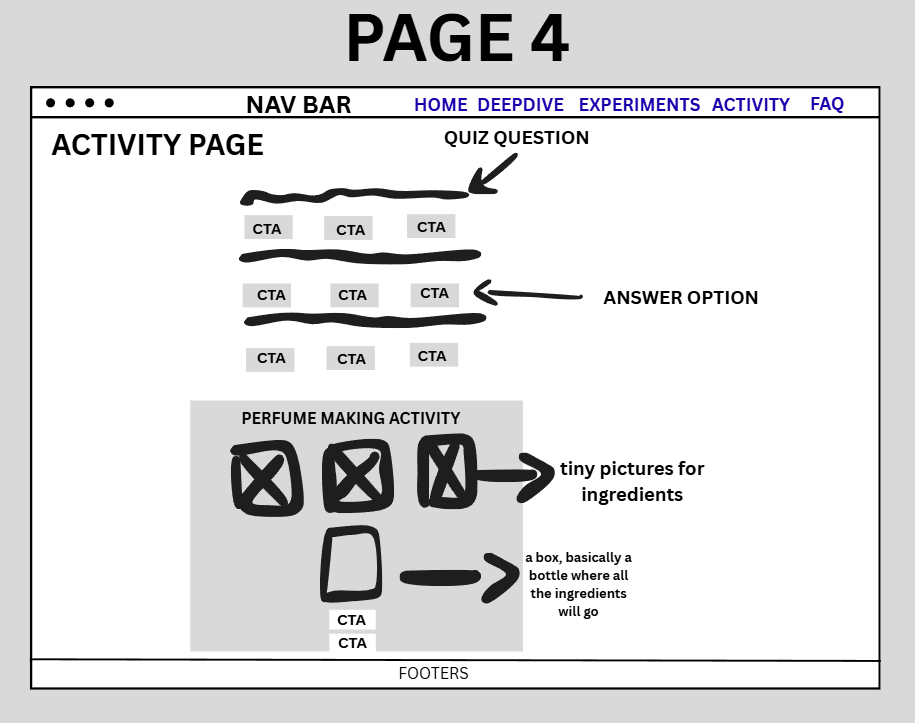 PAGE 4
NAV BAR HOME DEEPDIVE EXPERIMENTS ACTIVITY FAQ
ACTIVITY PAGE
QUIZ QUESTION
CTA CTA CTA
CTA CTA CTA
ANSWER OPTION
CTA CTA CTA
PERFUME MAKING ACTIVITY
tiny pictures for
ingredients
a box, basically a
bottle where all
the ingredients
will go
CTA
CTA
FOOTERS